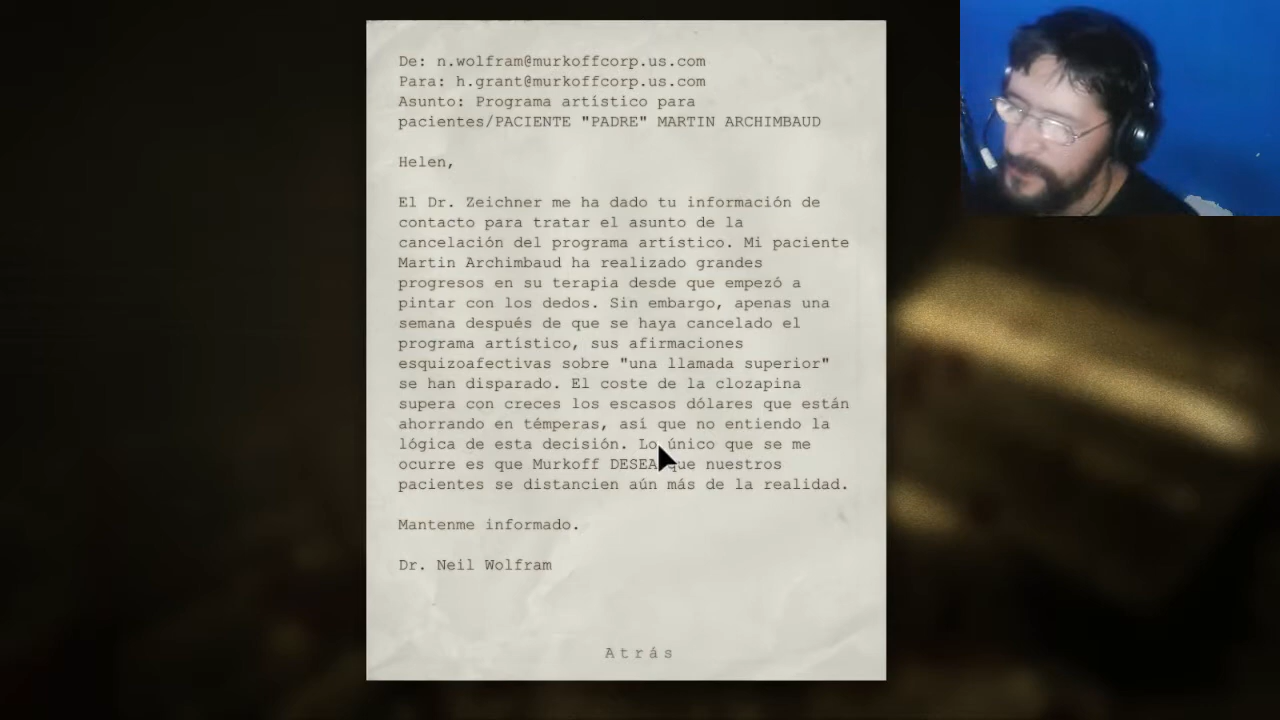 De: n.wolfram@murkoffcorp.us.com
Para: h.grant@murkoffcorp.us.com
Asunto: Programa artístico para
pacientes/PACIENTE "PADRE" MARTIN ARCHIMBAUD
Helen,
El Dr. Zeichner me ha dado tu información de
contacto para tratar el asunto de la
cancelación del programa artístico. Mi paciente
Martin Archimbaud ha realizado grandes
progresos en su terapia desde que empezó a
pintar con los dedos. Sin embargo, apenas una
semana después de que se haya cancelado el
programa artístico, sus afirmaciones
esquizoafectivas sobre "una llamada superior"
se han disparado. El coste de la clozapina
supera con creces los escasos dólares que están
ahorrando en témperas, así que no entiendo la
lógica de esta decisión. Lo único que se me
ocurre es que Murkoff DESEA que nuestros
pacientes se distancien aún más de la realidad.
Mantenme informado.
Dr. Neil Wolfram
Atrás